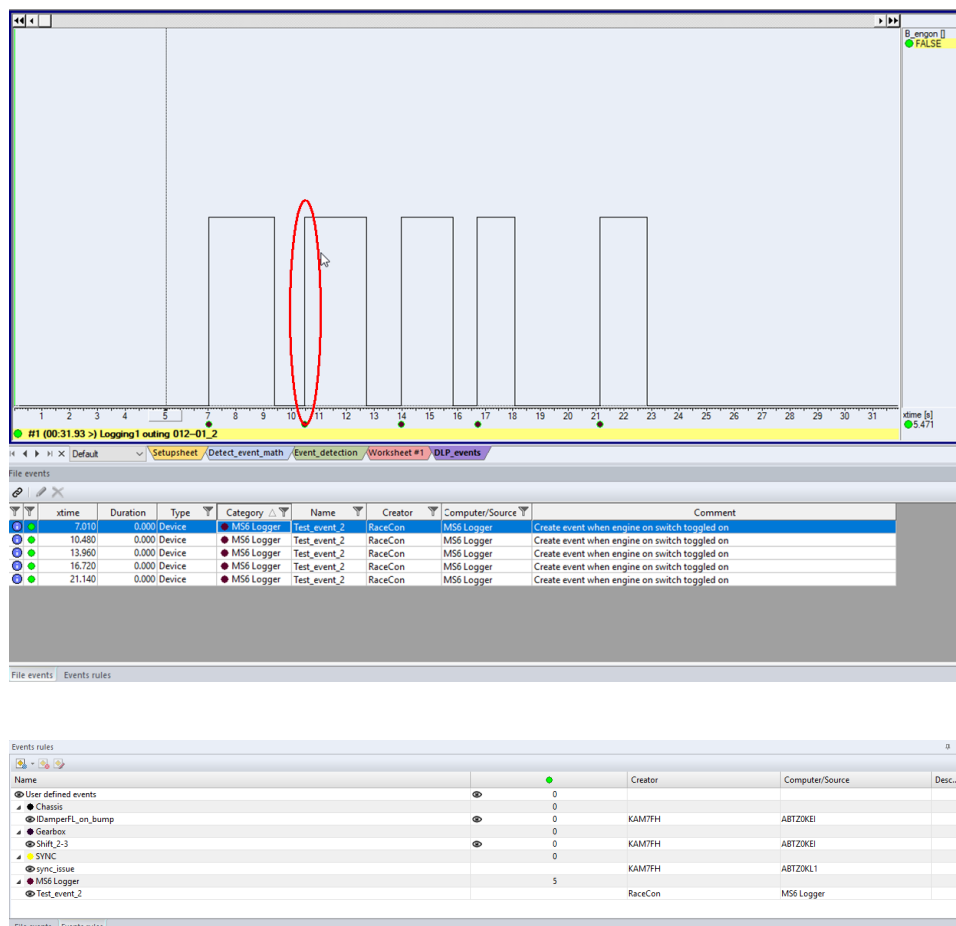 B_engon []
FALSE
1 2 3 4 5 7 8 9 10 11 12 13 14 15 16 17 18 19 20 21 22 23 24 25 26 27 28 29 30 31
xtime [s]
5.471
#1 (00:31.93 >) Logging1 outing 012--01_2
Default Setupsheet Detect_event_math Event_detection Worksheet #1 DLP_events
File events
xtime Duration Type Category Name Creator Computer/Source Comment
7.010 0.000 Device MS6 Logger Test_event_2 RaceCon MS6 Logger Create event when engine on switch toggled on
10.480 0.000 Device MS6 Logger Test_event_2 RaceCon MS6 Logger Create event when engine on switch toggled on
13.960 0.000 Device MS6 Logger Test_event_2 RaceCon MS6 Logger Create event when engine on switch toggled on
16.720 0.000 Device MS6 Logger Test_event_2 RaceCon MS6 Logger Create event when engine on switch toggled on
21.140 0.000 Device MS6 Logger Test_event_2 RaceCon MS6 Logger Create event when engine on switch toggled on
File events Events rules
Events rules
Name Creator Computer/Source Desc..
User defined events 0
Chassis 0
IDamperFL_on_bump 0 KAM7FH ABTZ0KEI
Gearbox 0
Shift_2-3 0 KAM7FH ABTZ0KEI
SYNC 0
sync_issue KAM7FH ABTZ0KL1
MS6 Logger 5
Test_event_2 RaceCon MS6 Logger
File events Events rules